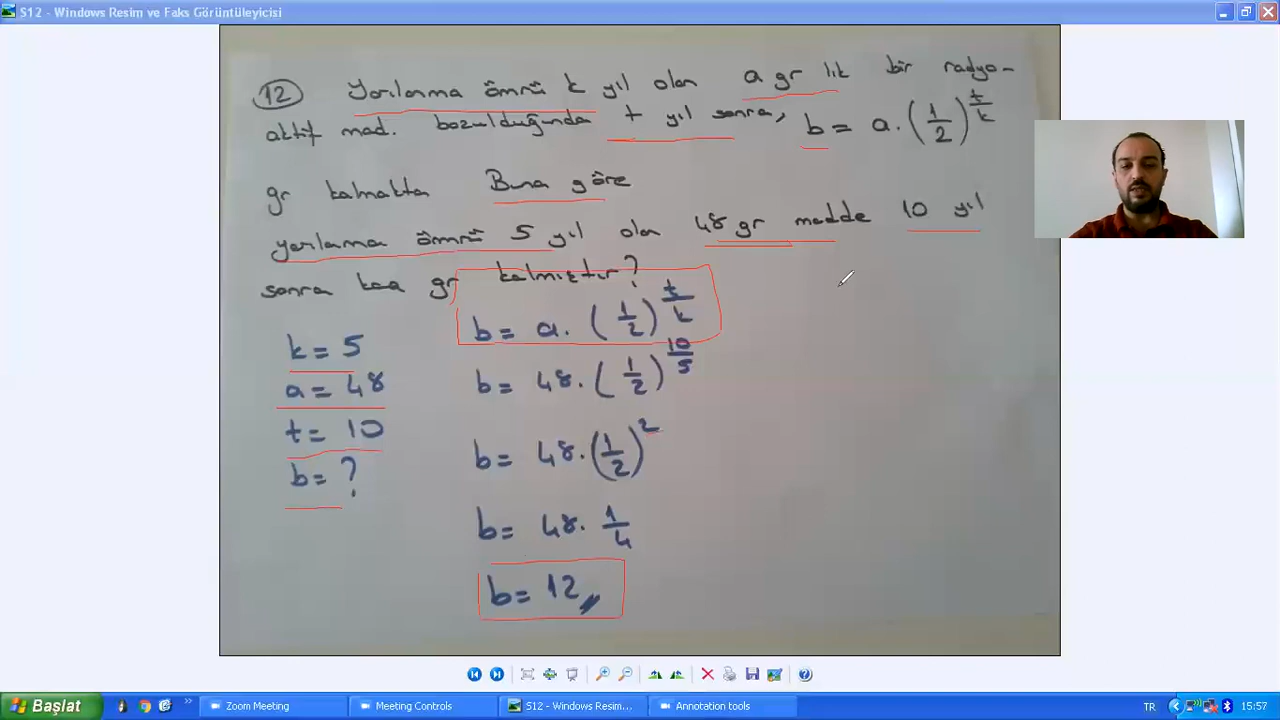 S12 - Windows Resim ve Faks Görüntüleyicisi
12 Yarılanma ömrü k yıl olan a gr lık bir radyo-
aktif mad. bozulduğunda t yıl sonra, b = a.(1/2)^t/k
gr kalmakta Buna göre
yarılama ömrü 5 yıl olan 48 gr madde 10 yıl
sonra kaç gr kalmıştır?
b = a. (1/2)^t/k
k = 5
b = 48. (1/2)^10/5
a = 48
t = 10
b = 48.(1/2)^2
b = ?
b = 48. 1/4
b = 12
Başlat
Zoom Meeting
Meeting Controls
S12 - Windows Resim...
Annotation tools
TR
15:57